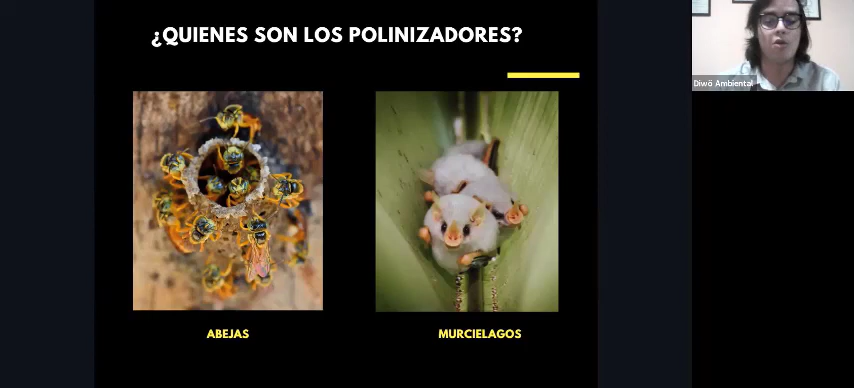 ¿QUIENES SON LOS POLINIZADORES?
Diwö Ambiental
ABEJAS
MURCIELAGOS